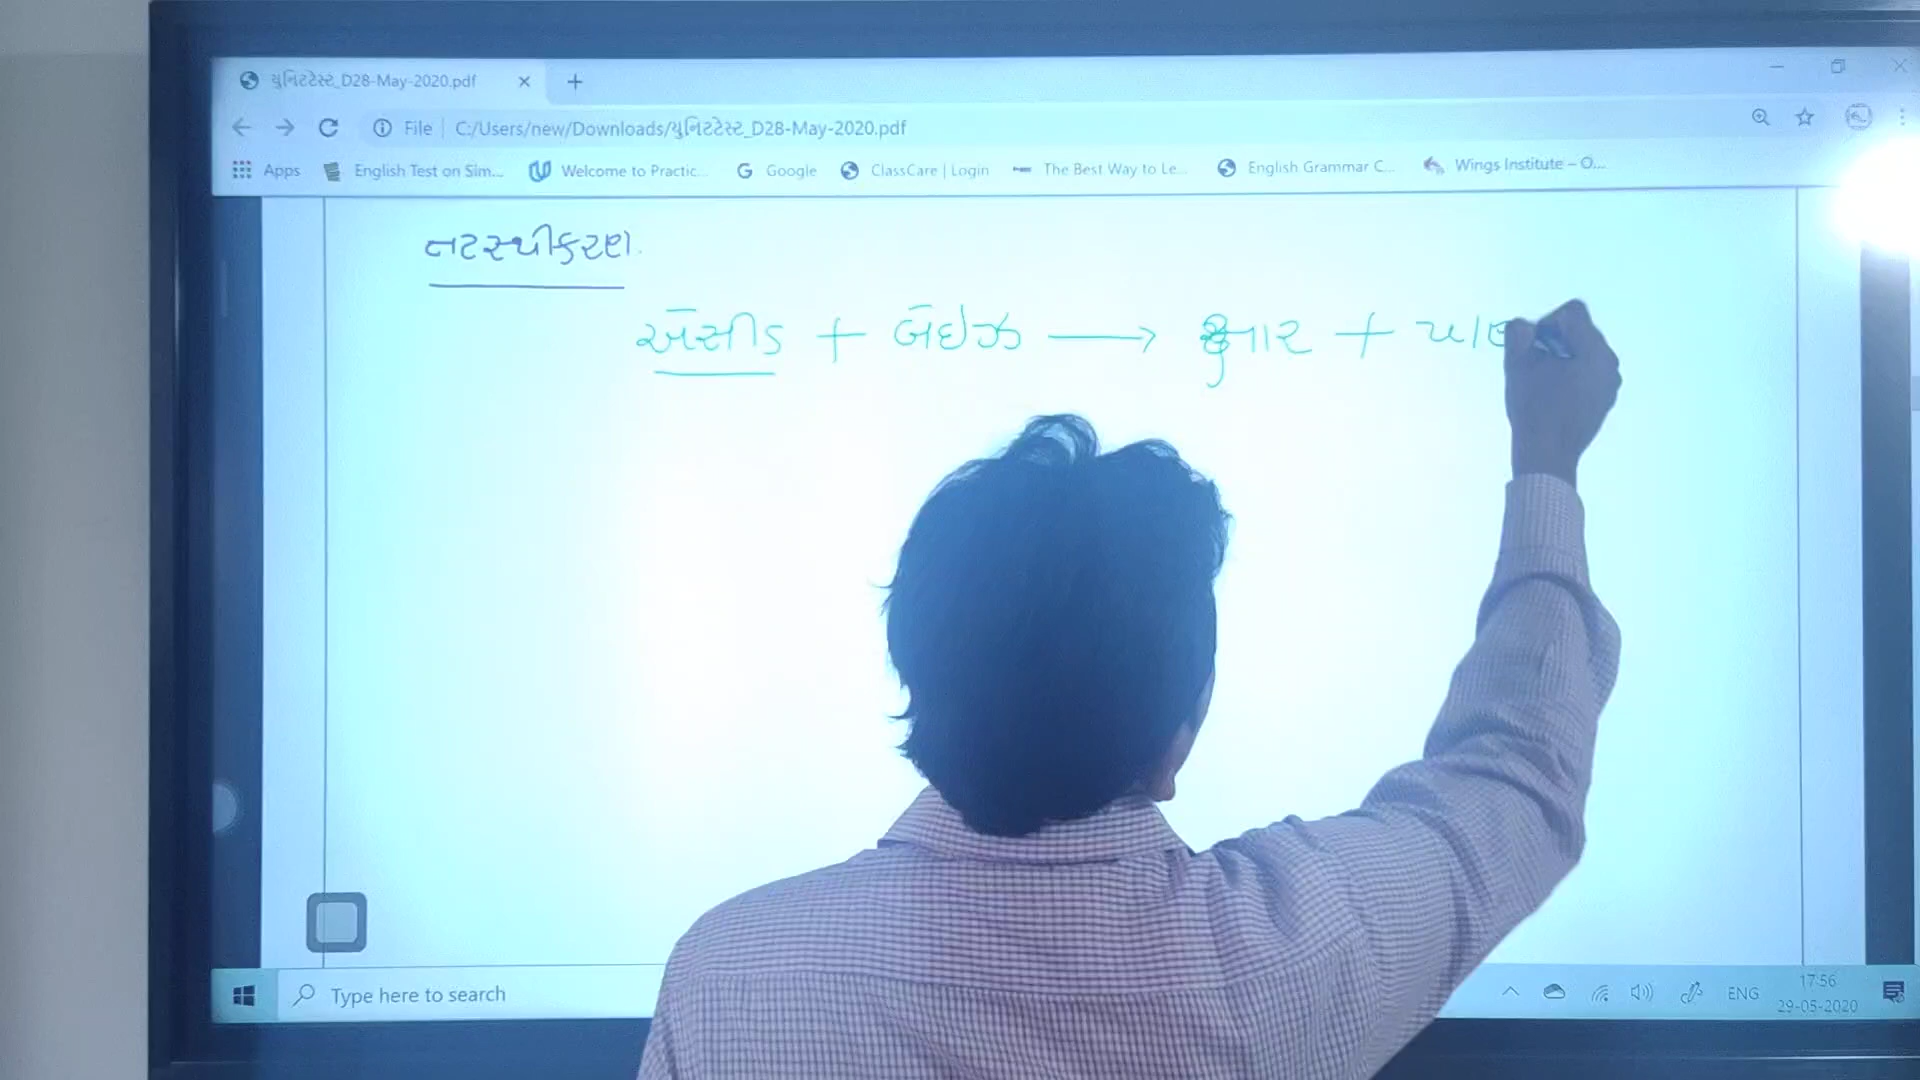 યુનિટટેસ્ટ_D28-May-2020.pdf
File C:/Users/new/Downloads/યુનિટટેસ્ટ_D28-May-2020.pdf
Apps English Test on Sim... Welcome to Practic... Google ClassCare | Login The Best Way to Le... English Grammar C... Wings Institute – O...
તટસ્થીકરણ.
ઍસીડ + બેઇઝ → ક્ષાર +
Type here to search
ENG 17:56
29-05-2020